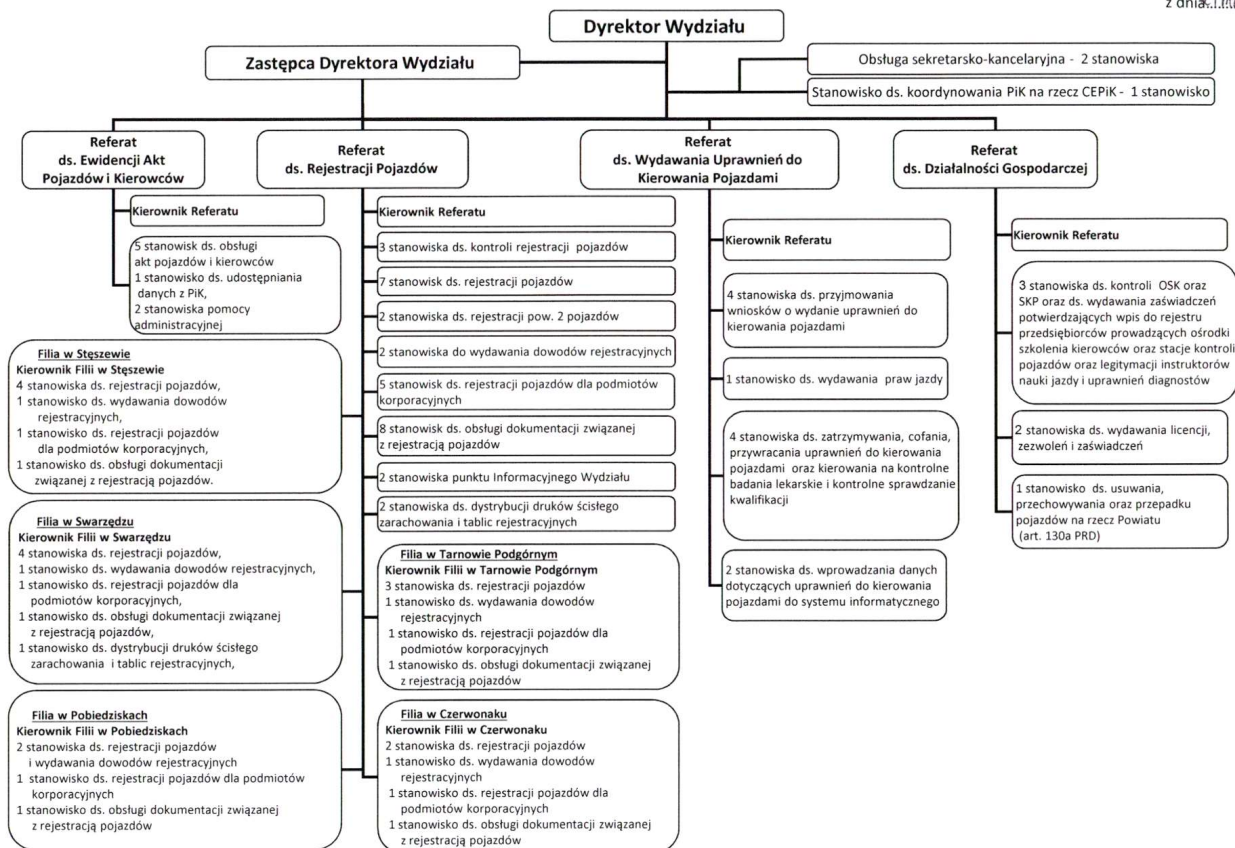 z dnia
Dyrektor Wydziału
Zastępca Dyrektora Wydziału
Obsługa sekretarsko-kancelaryjna - 2 stanowiska
Stanowisko ds. koordynowania PiK na rzecz CEPiK - 1 stanowisko
Referat
ds. Ewidencji Akt
Pojazdów i Kierowców
Kierownik Referatu
5 stanowisk ds. obsługi
akt pojazdów i kierowców
1 stanowisko ds. udostępniania
danych z PiK,
2 stanowiska pomocy
administracyjnej
Referat
ds. Rejestracji Pojazdów
Kierownik Referatu
3 stanowiska ds. kontroli rejestracji pojazdów
7 stanowisk ds. rejestracji pojazdów
2 stanowiska ds. rejestracji pow. 2 pojazdów
2 stanowiska do wydawania dowodów rejestracyjnych
5 stanowisk ds. rejestracji pojazdów dla podmiotów
korporacyjnych
8 stanowisk ds. obsługi dokumentacji związanej
z rejestracją pojazdów
2 stanowiska punktu Informacyjnego Wydziału
2 stanowiska ds. dystrybucji druków ścisłego
zarachowania i tablic rejestracyjnych
Filia w Stęszewie
Kierownik Filii w Stęszewie
4 stanowiska ds. rejestracji pojazdów,
1 stanowisko ds. wydawania dowodów
rejestracyjnych,
1 stanowisko ds. rejestracji pojazdów
dla podmiotów korporacyjnych,
1 stanowisko ds. obsługi dokumentacji
związanej z rejestracją pojazdów.
Filia w Swarzędzu
Kierownik Filii w Swarzędzu
4 stanowiska ds. rejestracji pojazdów,
1 stanowisko ds. wydawania dowodów rejestracyjnych,
1 stanowisko ds. rejestracji pojazdów dla
podmiotów korporacyjnych,
1 stanowisko ds. obsługi dokumentacji związanej
z rejestracją pojazdów,
1 stanowisko ds. dystrybucji druków ścisłego
zarachowania i tablic rejestracyjnych,
Filia w Tarnowie Podgórnym
Kierownik Filii w Tarnowie Podgórnym
3 stanowiska ds. rejestracji pojazdów
1 stanowisko ds. wydawania dowodów
rejestracyjnych
1 stanowisko ds. rejestracji pojazdów dla
podmiotów korporacyjnych
1 stanowisko ds. obsługi dokumentacji związanej
z rejestracją pojazdów
Filia w Pobiedziskach
Kierownik Filii w Pobiedziskach
2 stanowiska ds. rejestracji pojazdów
i wydawania dowodów rejestracyjnych
1 stanowisko ds. rejestracji pojazdów dla podmiotów
korporacyjnych
1 stanowisko ds. obsługi dokumentacji związanej
z rejestracją pojazdów
Filia w Czerwonaku
Kierownik Filii w Czerwonaku
2 stanowiska ds. rejestracji pojazdów
1 stanowisko ds. wydawania dowodów
rejestracyjnych
1 stanowisko ds. rejestracji pojazdów dla
podmiotów korporacyjnych
1 stanowisko ds. obsługi dokumentacji związanej
z rejestracją pojazdów
Referat
ds. Wydawania Uprawnień do
Kierowania Pojazdami
Kierownik Referatu
4 stanowiska ds. przyjmowania
wniosków o wydanie uprawnień do
kierowania pojazdami
1 stanowisko ds. wydawania praw jazdy
4 stanowiska ds. zatrzymywania, cofania,
przywracania uprawnień do kierowania
pojazdami oraz kierowania na kontrolne
badania lekarskie i kontrolne sprawdzanie
kwalifikacji
2 stanowiska ds. wprowadzania danych
dotyczących uprawnień do kierowania
pojazdami do systemu informatycznego
Referat
ds. Działalności Gospodarczej
Kierownik Referatu
3 stanowiska ds. kontroli OSK oraz
SKP oraz ds. wydawania zaświadczeń
potwierdzających wpis do rejestru
przedsiębiorców prowadzących ośrodki
szkolenia kierowców oraz stacje kontroli
pojazdów oraz legitymacji instruktorów
nauki jazdy i uprawnień diagnostów
2 stanowiska ds. wydawania licencji,
zezwoleń i zaświadczeń
1 stanowisko ds. usuwania,
przechowywania oraz przepadku
pojazdów na rzecz Powiatu
(art. 130a PRD)